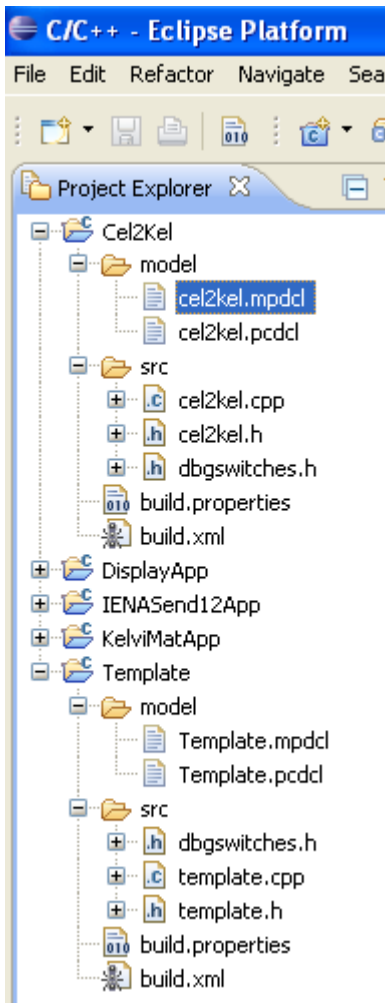 C/C++ - Eclipse Platform
File Edit Refactor Navigate Sea
Project Explorer
Cel2Kel
model
cel2kel.mpdcl
cel2kel.pcdcl
src
cel2kel.cpp
cel2kel.h
dbgswitches.h
build.properties
build.xml
DisplayApp
IENASend12App
KelviMatApp
Template
model
Template.mpdcl
Template.pcdcl
src
dbgswitches.h
template.cpp
template.h
build.properties
build.xml